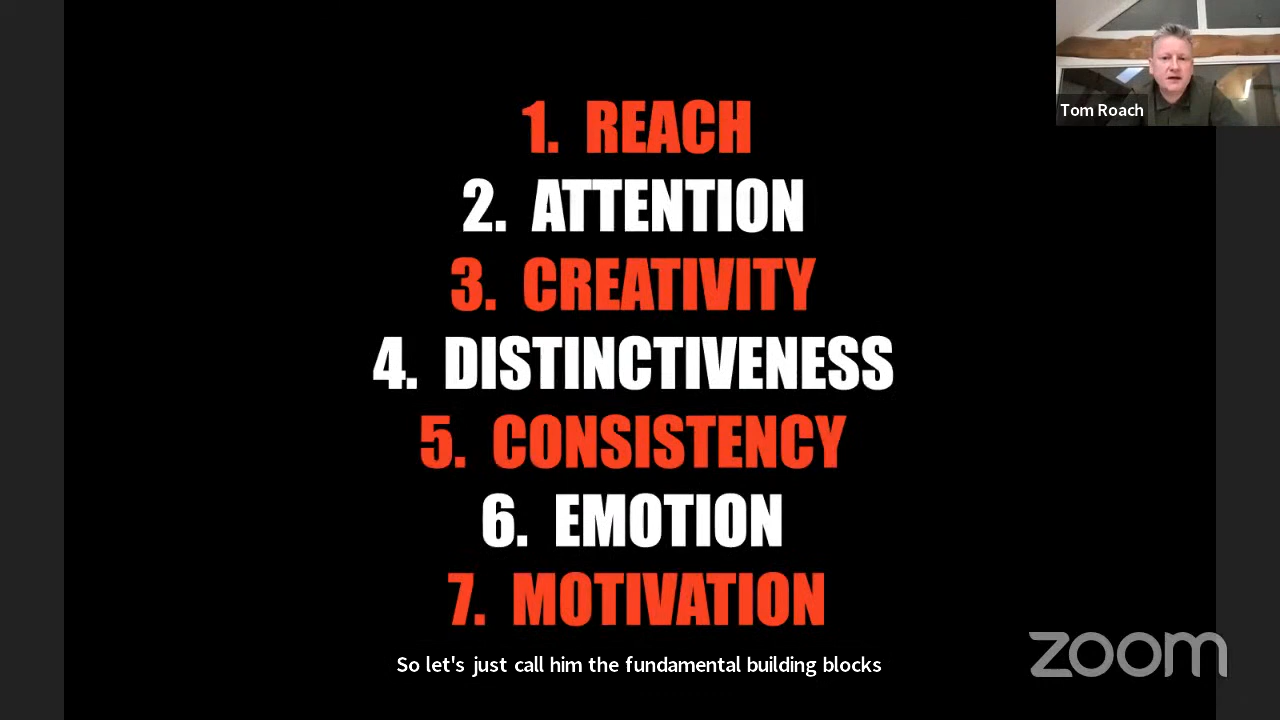 Tom Roach
1. REACH
2. ATTENTION
3. CREATIVITY
4. DISTINCTIVENESS
5. CONSISTENCY
6. EMOTION
7. MOTIVATION
So let's just call him the fundamental building blocks
zoom